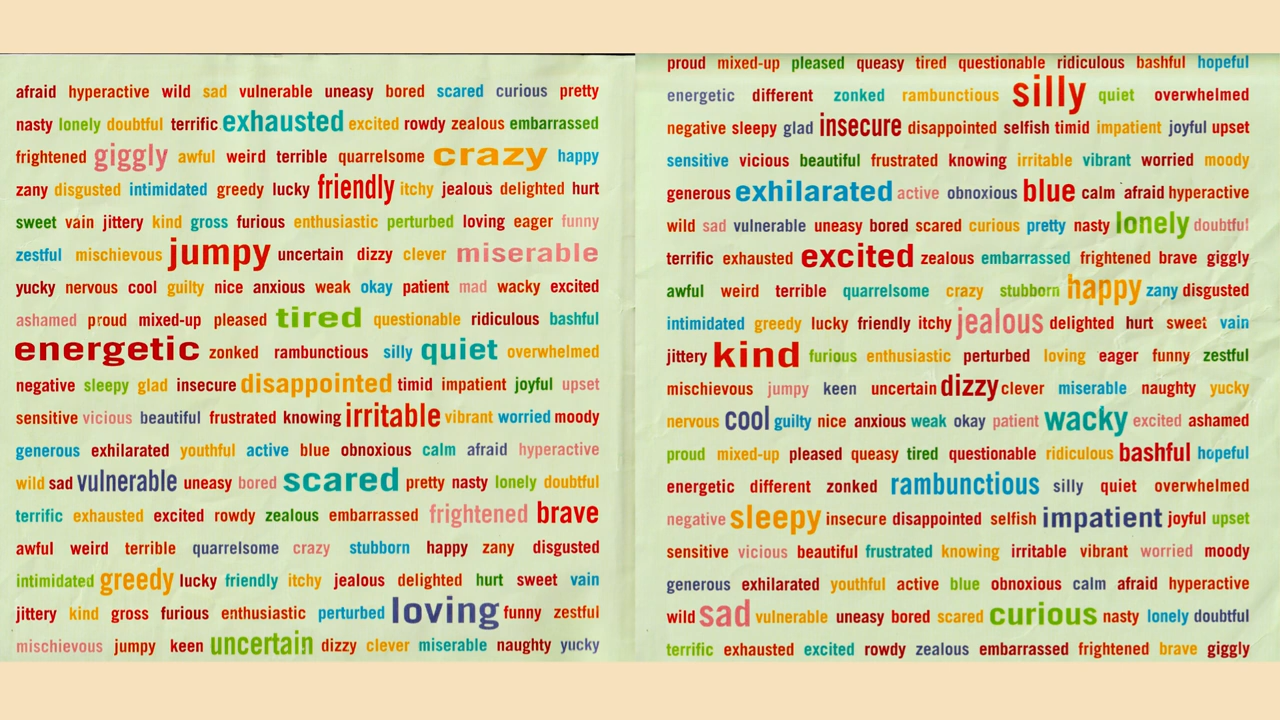 afraid hyperactive wild sad vulnerable uneasy bored scared curious pretty
nasty lonely doubtful terrific exhausted excited rowdy zealous embarrassed
frightened giggly awful weird terrible quarrelsome crazy happy
zany disgusted intimidated greedy lucky friendly itchy jealous delighted hurt
sweet vain jittery kind gross furious enthusiastic perturbed loving eager funny
zestful mischievous jumpy uncertain dizzy clever miserable
yucky nervous cool guilty nice anxious weak okay patient mad wacky excited
ashamed proud mixed-up pleased tired questionable ridiculous bashful
energetic zonked rambunctious silly quiet overwhelmed
negative sleepy glad insecure disappointed timid impatient joyful upset
sensitive vicious beautiful frustrated knowing irritable vibrant worried moody
generous exhilarated youthful active blue obnoxious calm afraid hyperactive
wild sad vulnerable uneasy bored scared pretty nasty lonely doubtful
terrific exhausted excited rowdy zealous embarrassed frightened brave
awful weird terrible quarrelsome crazy stubborn happy zany disgusted
intimidated greedy lucky friendly itchy jealous delighted hurt sweet vain
jittery kind gross furious enthusiastic perturbed loving funny zestful
mischievous jumpy keen uncertain dizzy clever miserable naughty yucky
proud mixed-up pleased queasy tired questionable ridiculous bashful hopeful
energetic different zonked rambunctious silly quiet overwhelmed
negative sleepy glad insecure disappointed selfish timid impatient joyful upset
sensitive vicious beautiful frustrated knowing irritable vibrant worried moody
generous exhilarated active obnoxious blue calm afraid hyperactive
wild sad vulnerable uneasy bored scared curious pretty nasty lonely doubtful
terrific exhausted excited zealous embarrassed frightened brave giggly
awful weird terrible quarrelsome crazy stubborn happy zany disgusted
intimidated greedy lucky friendly itchy jealous delighted hurt sweet vain
jittery kind furious enthusiastic perturbed loving eager funny zestful
mischievous jumpy keen uncertain dizzy clever miserable naughty yucky
nervous cool guilty nice anxious weak okay patient wacky excited ashamed
proud mixed-up pleased queasy tired questionable ridiculous bashful hopeful
energetic different zonked rambunctious silly quiet overwhelmed
negative sleepy insecure disappointed selfish impatient joyful upset
sensitive vicious beautiful frustrated knowing irritable vibrant worried moody
generous exhilarated youthful active blue obnoxious calm afraid hyperactive
wild sad vulnerable uneasy bored scared curious nasty lonely doubtful
terrific exhausted excited rowdy zealous embarrassed frightened brave giggly